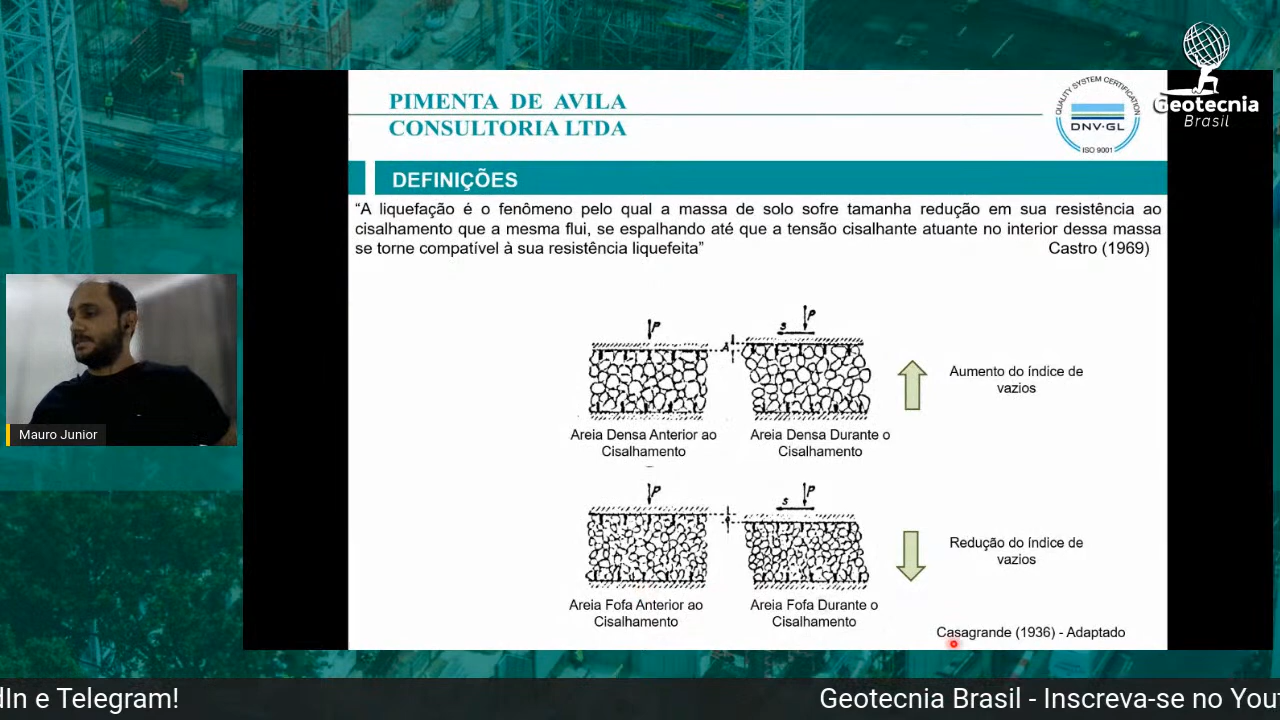 PIMENTA DE AVILA
CONSULTORIA LTDA
QUALITY SYSTEM CERTIFICATION
DNV·GL
ISO 9001
Geotecnia
Brasil
DEFINIÇÕES
“A liquefação é o fenômeno pelo qual a massa de solo sofre tamanha redução em sua resistência ao
cisalhamento que a mesma flui, se espalhando até que a tensão cisalhante atuante no interior dessa massa
se torne compatível à sua resistência liquefeita” Castro (1969)
P
S P
A
Aumento do índice de
vazios
Areia Densa Anterior ao
Cisalhamento
Areia Densa Durante o
Cisalhamento
P
S P
Redução do índice de
vazios
Areia Fofa Anterior ao
Cisalhamento
Areia Fofa Durante o
Cisalhamento
Casagrande (1936) - Adaptado
Mauro Junior
dIn e Telegram!
Geotecnia Brasil - Inscreva-se no You